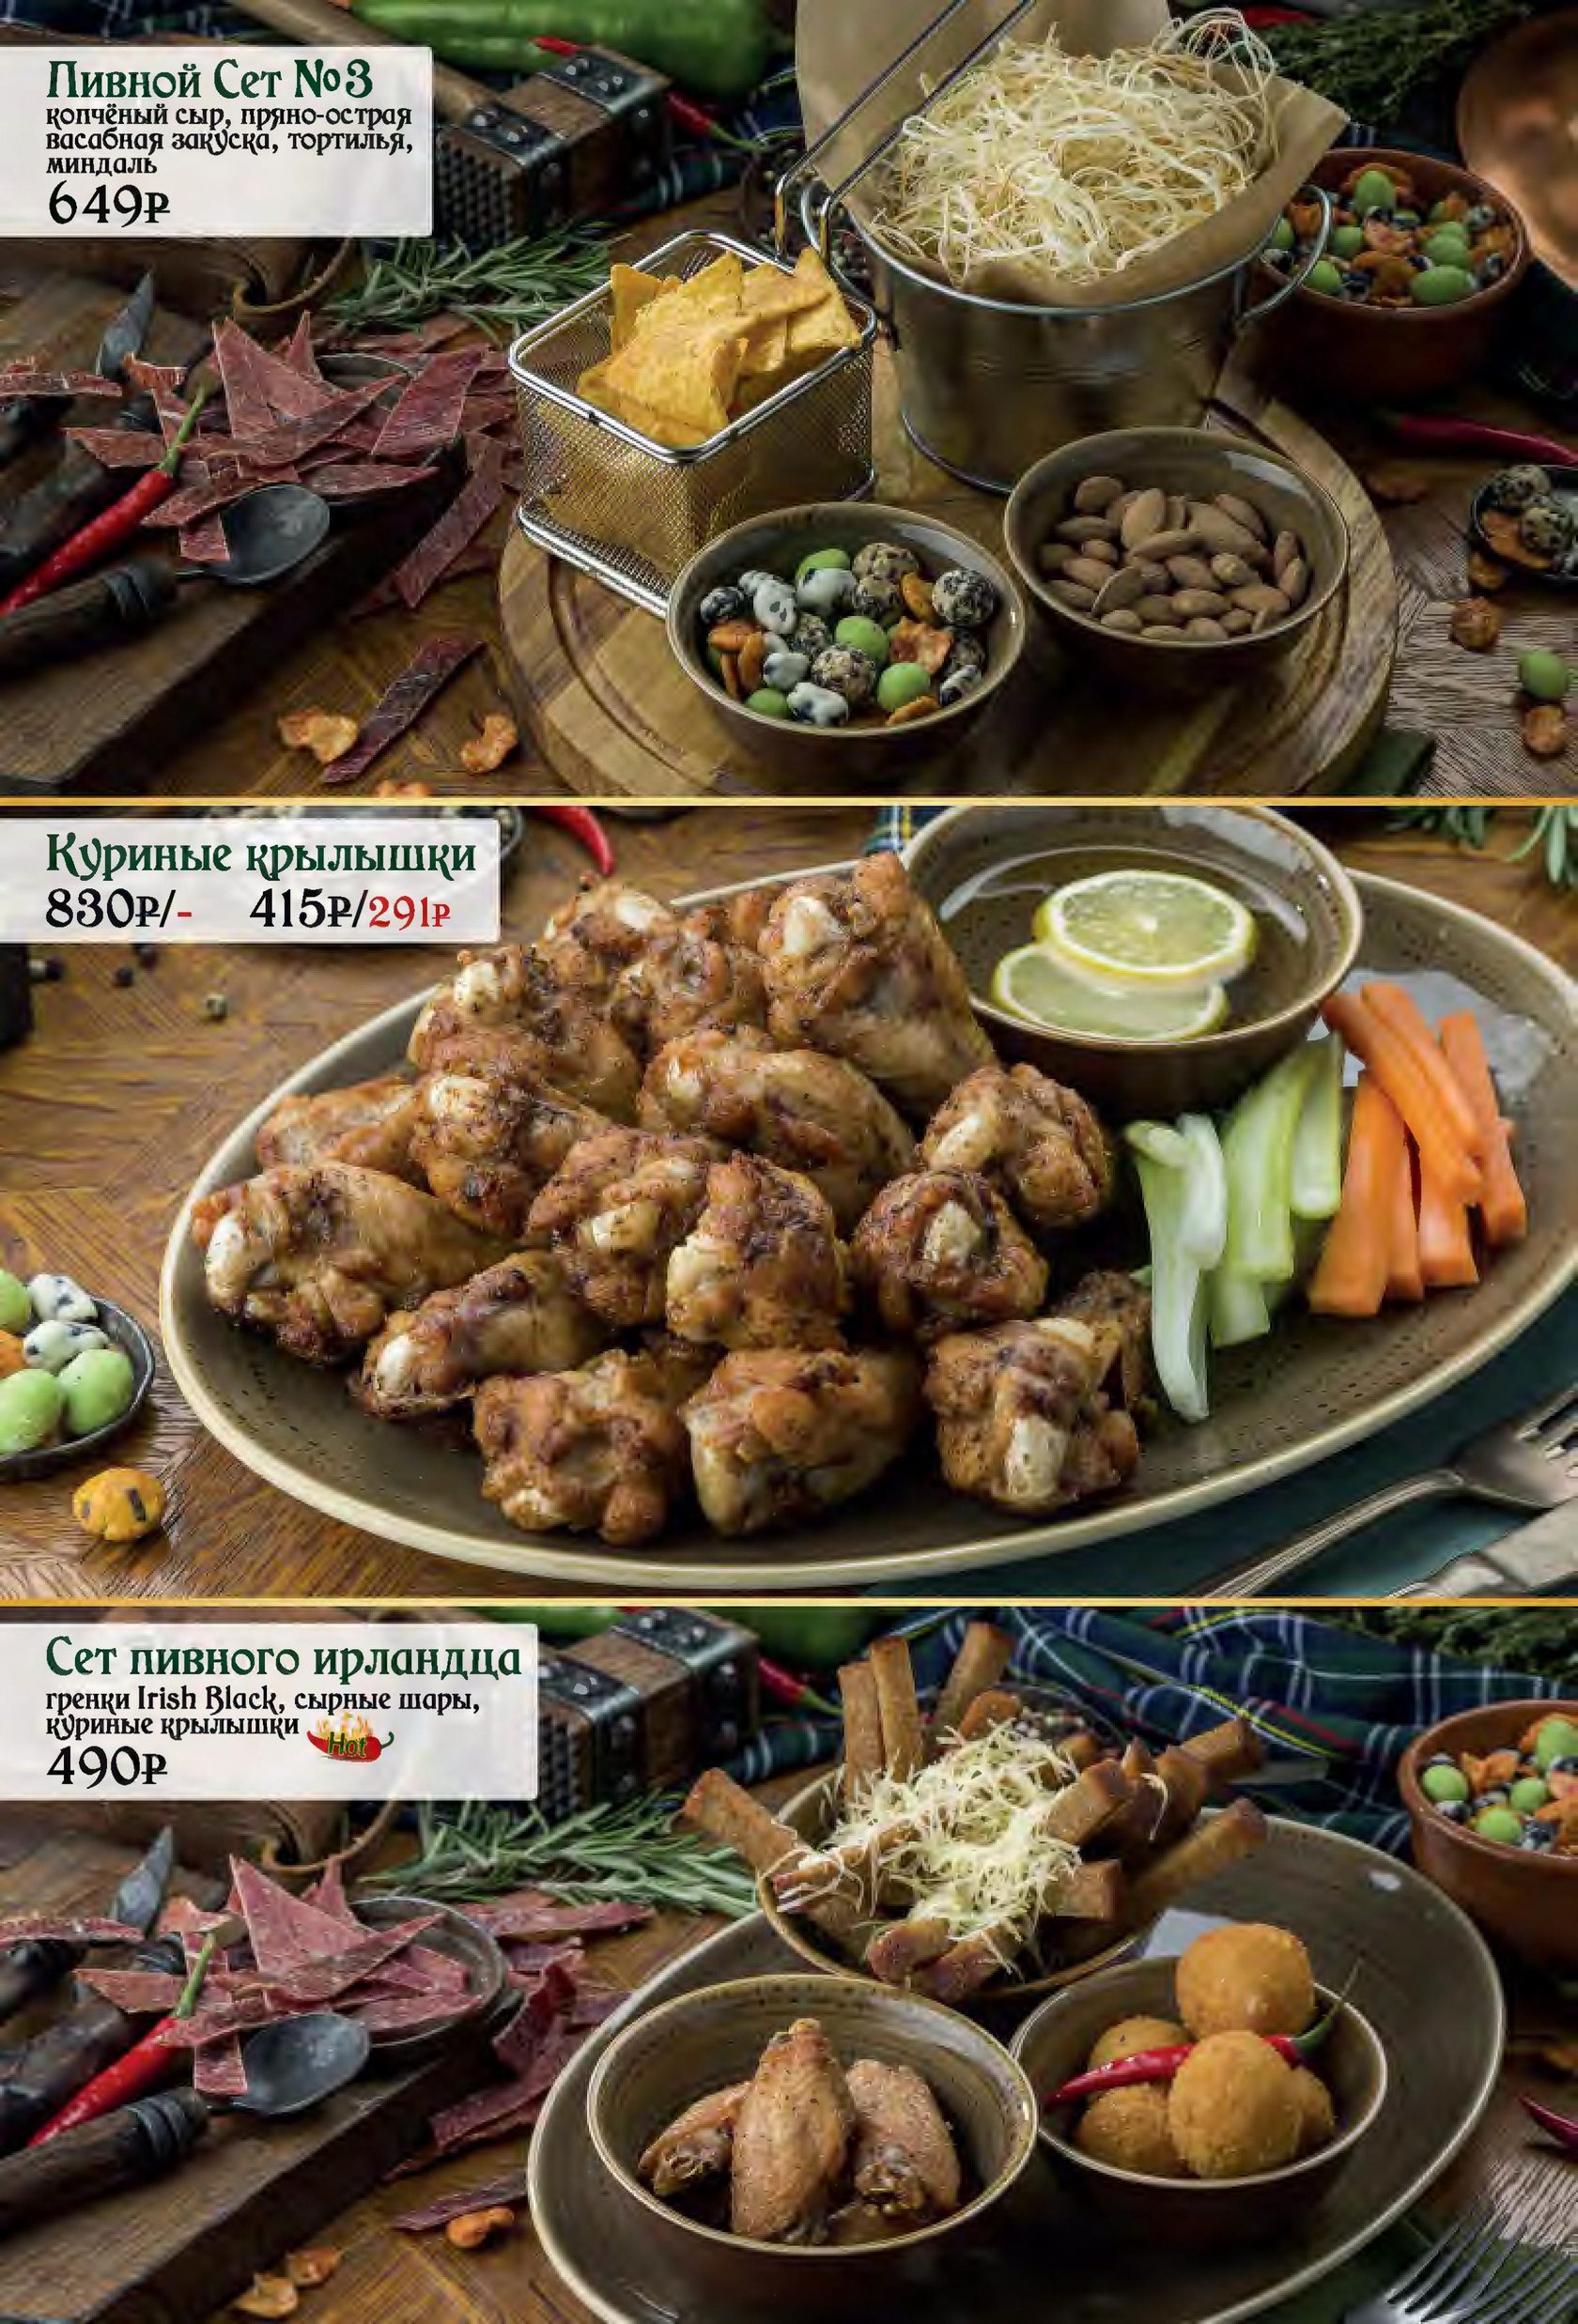 Пивной Сет №3
копчёный сыр, пряно-острая
васабная закуска, тортилья,
миндаль
649₽
Куриные крылышки
830₽/- 415₽/291₽
Сет пивного ирландца
гренки Irish Black, сырные шары,
куриные крылышки Hot
490₽